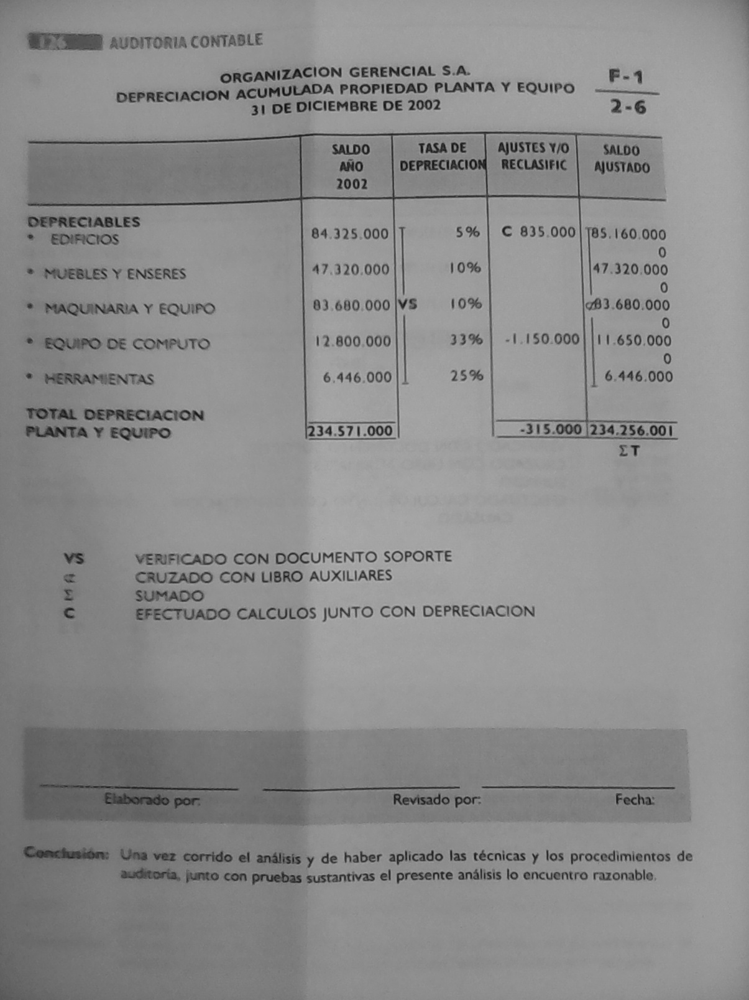 126 AUDITORIA CONTABLE
ORGANIZACION GERENCIAL S.A.
DEPRECIACION ACUMULADA PROPIEDAD PLANTA Y EQUIPO
31 DE DICIEMBRE DE 2002
F-1
2-6
SALDO AÑO 2002 TASA DE DEPRECIACION AJUSTES Y/O RECLASIFIC SALDO AJUSTADO
DEPRECIABLES
• EDIFICIOS 84.325.000 5% C 835.000 85.160.000
0
• MUEBLES Y ENSERES 47.320.000 10% 47.320.000
0
• MAQUINARIA Y EQUIPO 83.680.000 VS 10% ⊄83.680.000
0
• EQUIPO DE COMPUTO 12.800.000 33% -1.150.000 11.650.000
0
• HERRAMIENTAS 6.446.000 25% 6.446.000
TOTAL DEPRECIACION
PLANTA Y EQUIPO 234.571.000 -315.000 234.256.001
ΣT
VS VERIFICADO CON DOCUMENTO SOPORTE
⊄ CRUZADO CON LIBRO AUXILIARES
Σ SUMADO
C EFECTUADO CALCULOS JUNTO CON DEPRECIACION
Elaborado por: Revisado por: Fecha:
Conclusión: Una vez corrido el análisis y de haber aplicado las técnicas y los procedimientos de
auditoría, junto con pruebas sustantivas el presente análisis lo encuentro razonable.